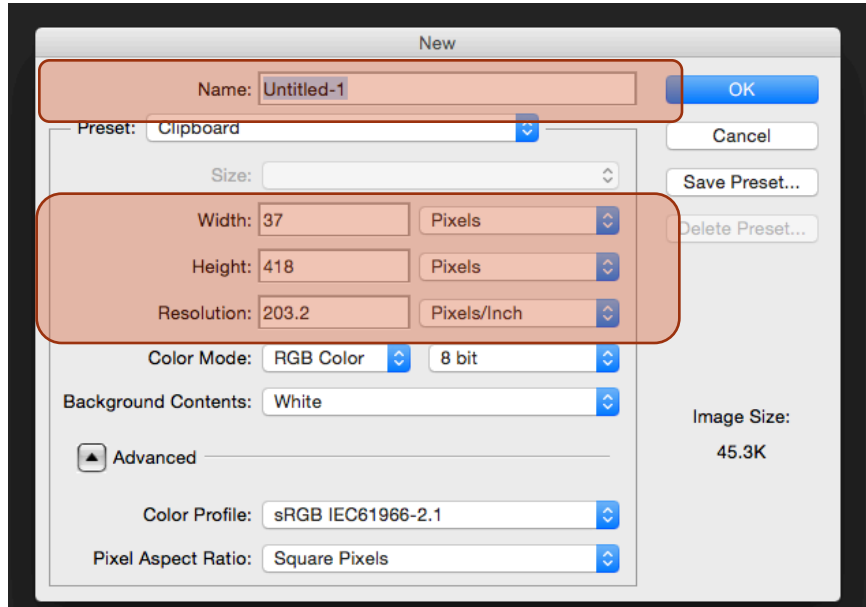 New
Name: Untitled-1
OK
Preset: Clipboard
Cancel
Size:
Save Preset...
Width: 37 Pixels
Delete Preset...
Height: 418 Pixels
Resolution: 203.2 Pixels/Inch
Color Mode: RGB Color 8 bit
Background Contents: White
Image Size:
45.3K
Advanced
Color Profile: sRGB IEC61966-2.1
Pixel Aspect Ratio: Square Pixels